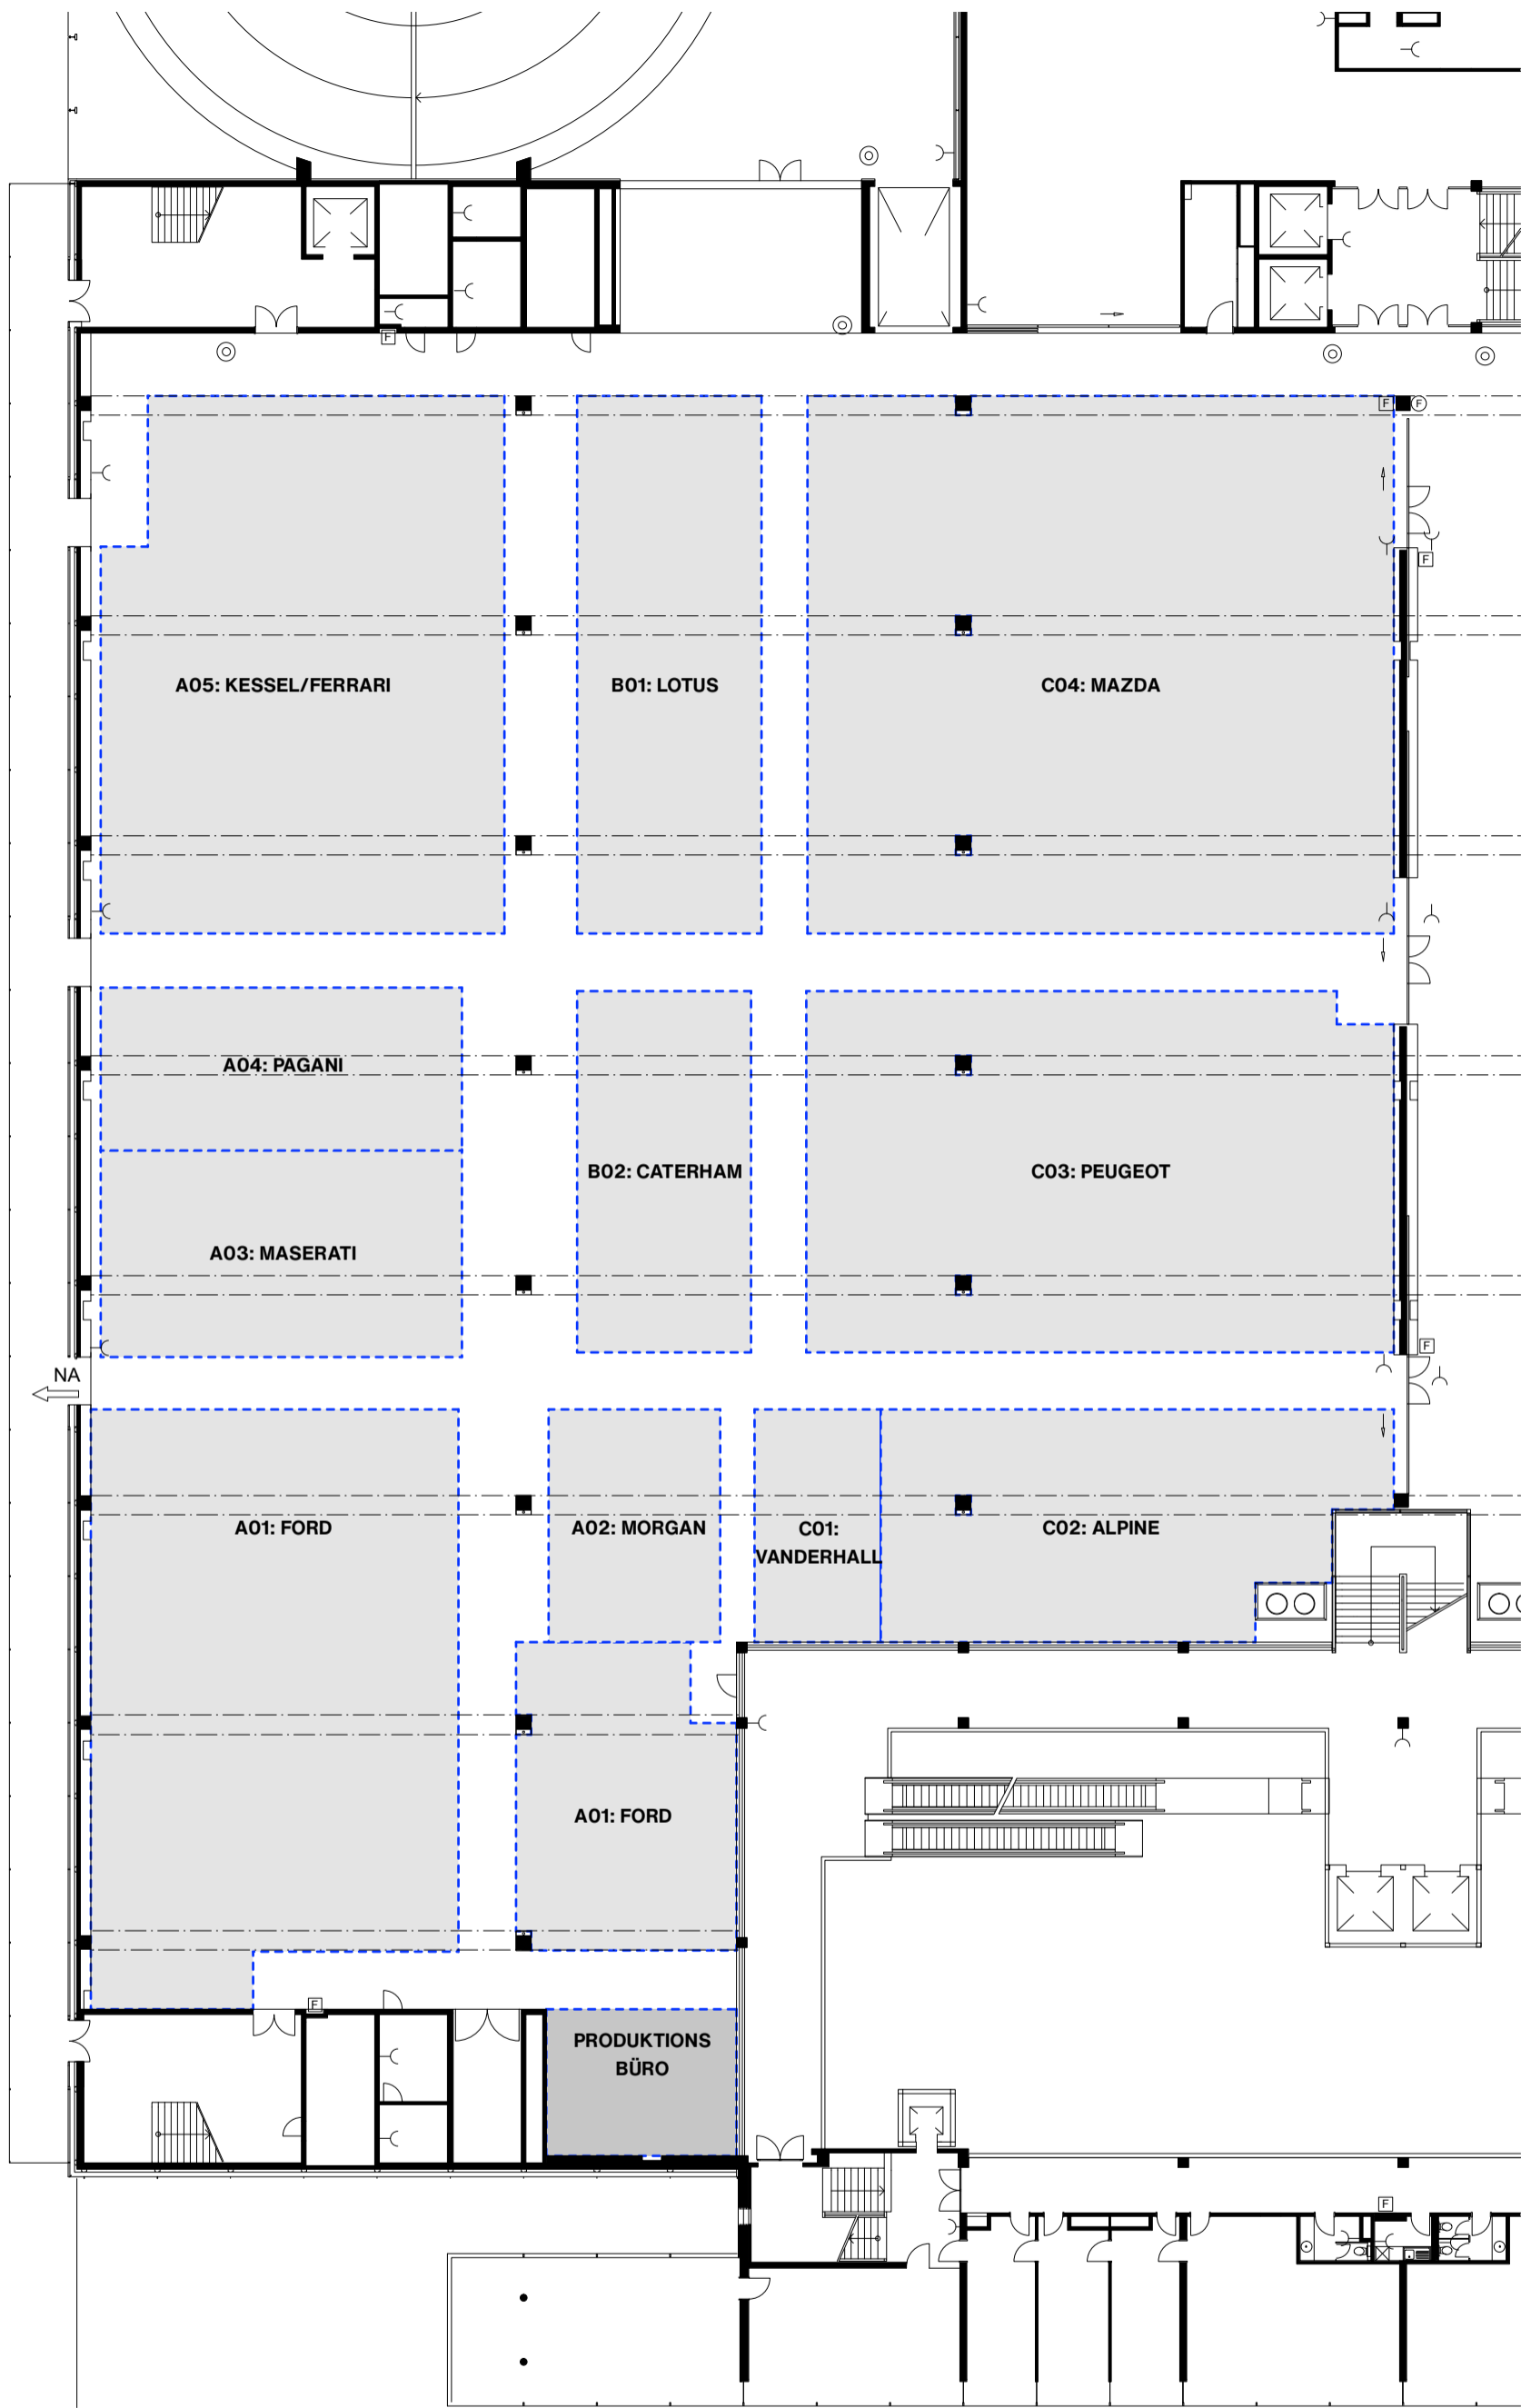 F
F
F
A05: KESSEL/FERRARI
B01: LOTUS
C04: MAZDA
F
A04: PAGANI
B02: CATERHAM
C03: PEUGEOT
A03: MASERATI
F
NA
A01: FORD
A02: MORGAN
C01:
VANDERHALL
C02: ALPINE
A01: FORD
F
PRODUKTIONS
BÜRO
F